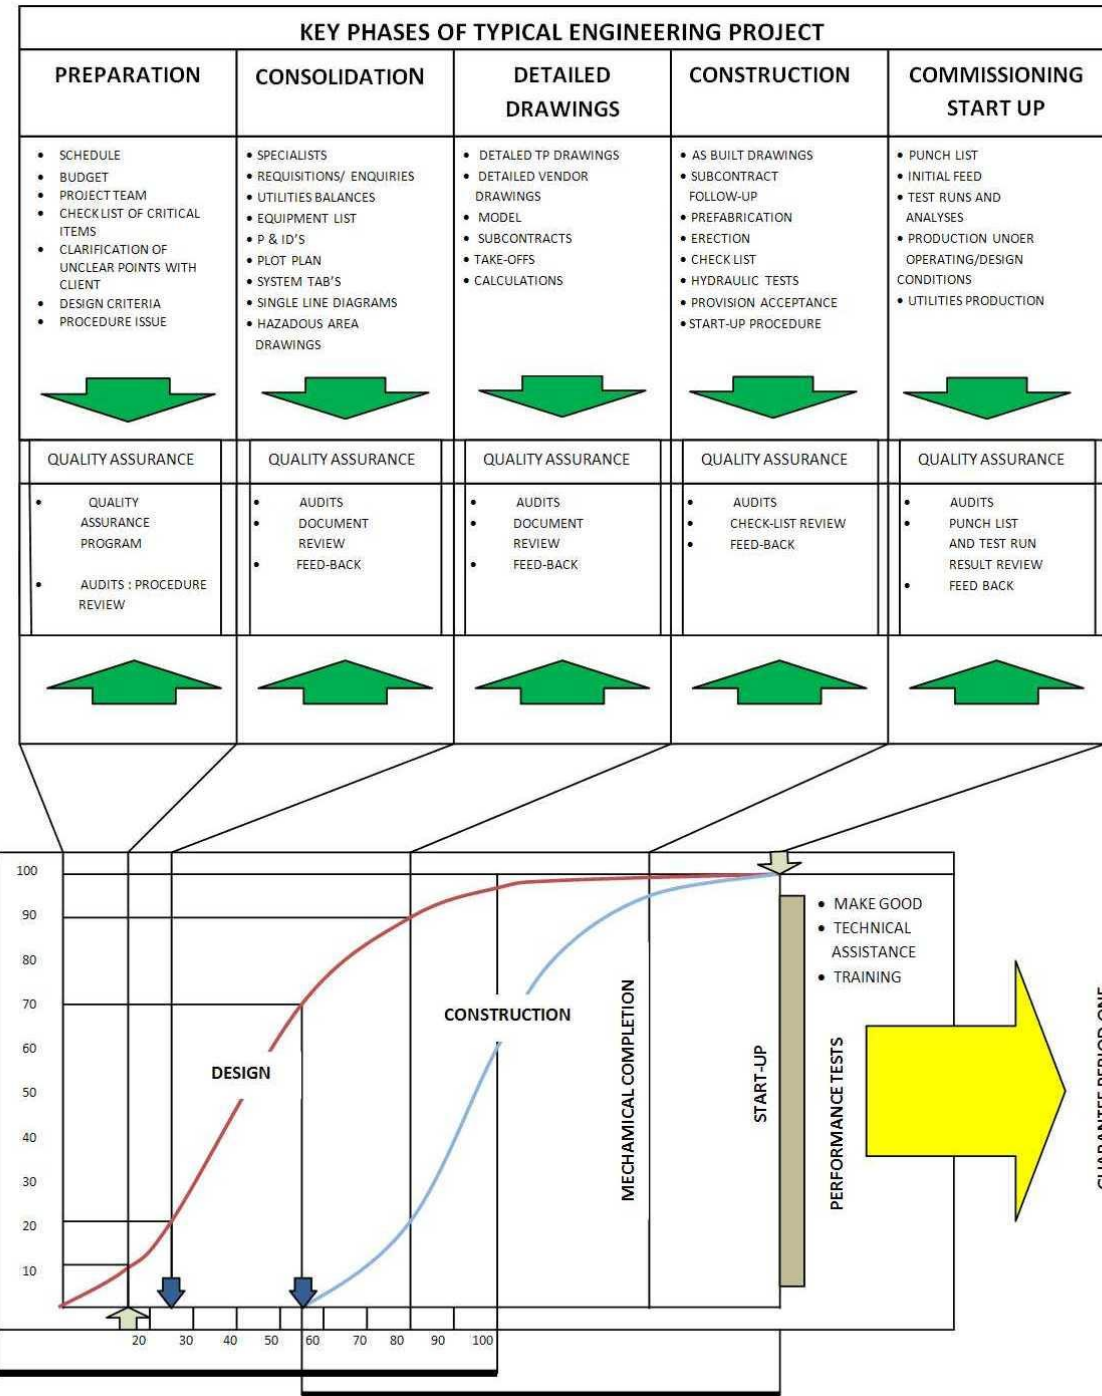 KEY PHASES OF TYPICAL ENGINEERING PROJECT
PREPARATION
CONSOLIDATION
DETAILED
DRAWINGS
CONSTRUCTION
COMMISSIONING
START UP
• SCHEDULE
• BUDGET
• PROJECT TEAM
• CHECKLIST OF CRITICAL
ITEMS
• CLARIFICATION OF
UNCLEAR POINTS WITH
CLIENT
• DESIGN CRITERIA
• PROCEDURE ISSUE
• SPECIALISTS
• REQUISITIONS/ ENQUIRIES
• UTILITIES BALANCES
• EQUIPMENT LIST
• P & ID'S
• PLOT PLAN
• SYSTEM TAB'S
• SINGLE LINE DIAGRAMS
• HAZADOUS AREA
DRAWINGS
• DETALED TP DRAWINGS
• DETAILED VENDOR
DRAWINGS
• MODEL
• SUBCONTRACTS
• TAKE-OFFS
• CALCULATIONS
• AS BUILT DRAWINGS
• SUBCONTRACT
FOLLOW-UP
• PREFABRICATION
• ERECTION
• CHECK LIST
• HYDRAULIC TESTS
• PROVISION ACCEPTANCE
• START-UP PROCEDURE
• PUNCH LIST
• INITIAL FEED
• TEST RUNS AND
ANALYSES
• PRODUCTION UNOER
OPERATING/DESIGN
CONDITIONS
• UTILITIES PRODUCTION
QUALITY ASSURANCE
QUALITY ASSURANCE
QUALITY ASSURANCE
QUALITY ASSURANCE
QUALITY ASSURANCE
• QUALITY
ASSURANCE
PROGRAM
• AUDITS : PROCEDURE
REVIEW
• AUDITS
• DOCUMENT
REVIEW
• FEED-BACK
• AUDITS
• DOCUMENT
REVIEW
• FEED-BACK
• AUDITS
• CHECK-LIST REVIEW
• FEED-BACK
• AUDITS
• PUNCH LIST
AND TEST RUN
RESULT REVIEW
• FEED BACK
100
90
80
70
60
50
40
30
20
10
DESIGN
CONSTRUCTION
MECHAMICAL COMPLETION
START-UP
• MAKE GOOD
• TECHNICAL
ASSISTANCE
• TRAINING
PERFORMANCE TESTS
GUARANTEE PERIOD ONE
20 30 40 50 60 70 80 90 100